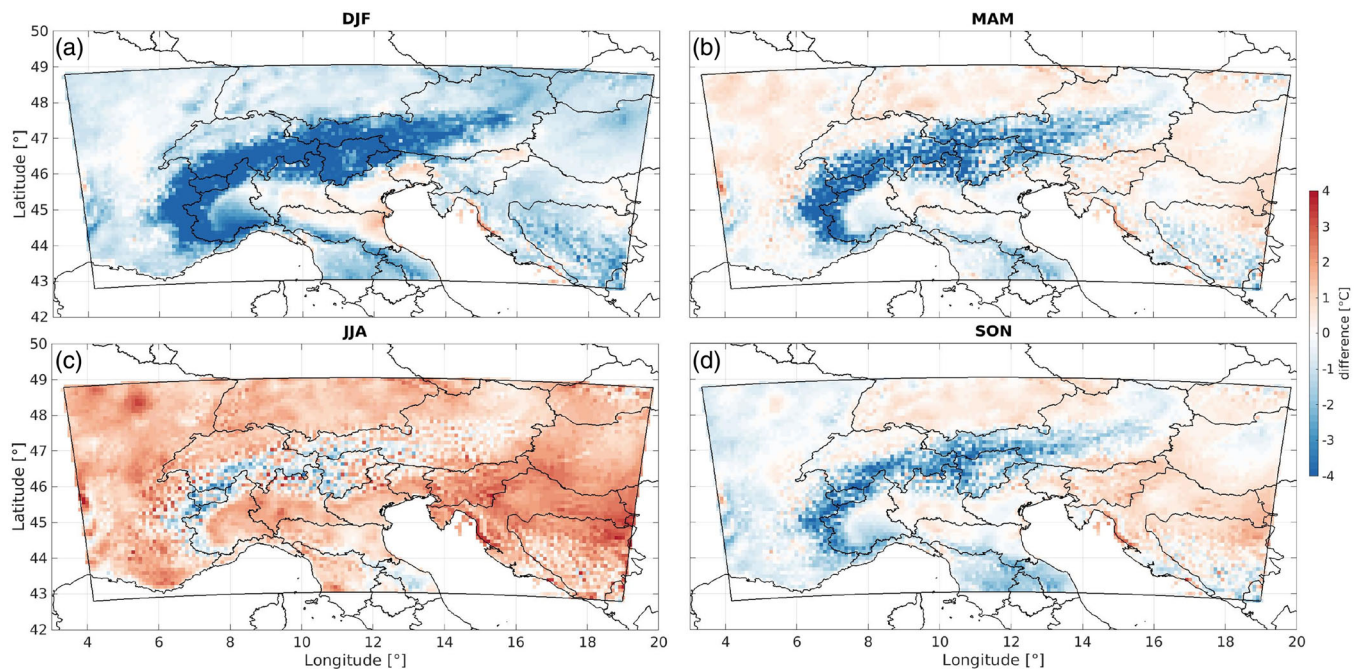 DJF
MAM
(a)
(b)
50
49
48
47
46
45
44
43
42
Latitude [°]
JJA
SON
(c)
(d)
50
49
48
47
46
45
44
43
42
Latitude [°]
4 6 8 10 12 14 16 18 20
Longitude [°]
4 6 8 10 12 14 16 18 20
Longitude [°]
4
3
2
1
0
-1
-2
-3
-4
difference [°C]